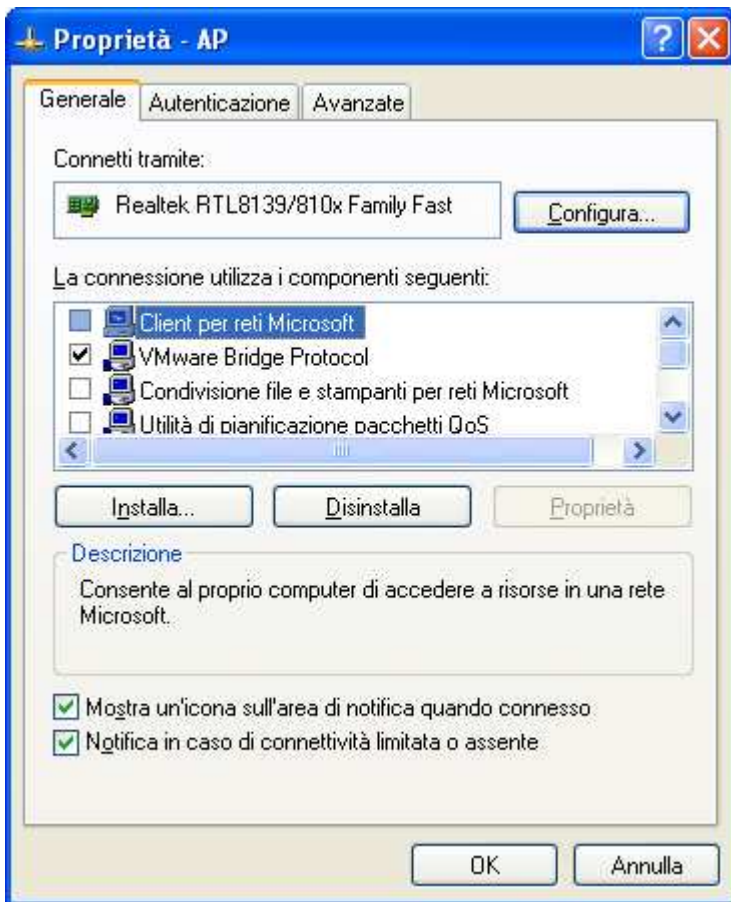 Proprietà - AP
Generale Autenticazione Avanzate
Connetti tramite:
Realtek RTL8139/810x Family Fast
Configura...
La connessione utilizza i componenti seguenti:
Client per reti Microsoft
VMware Bridge Protocol
Condivisione file e stampanti per reti Microsoft
Utilità di pianificazione pacchetti QoS
Installa... Disinstalla Proprietà
Descrizione
Consente al proprio computer di accedere a risorse in una rete
Microsoft.
Mostra un'icona sull'area di notifica quando connesso
Notifica in caso di connettività limitata o assente
OK Annulla